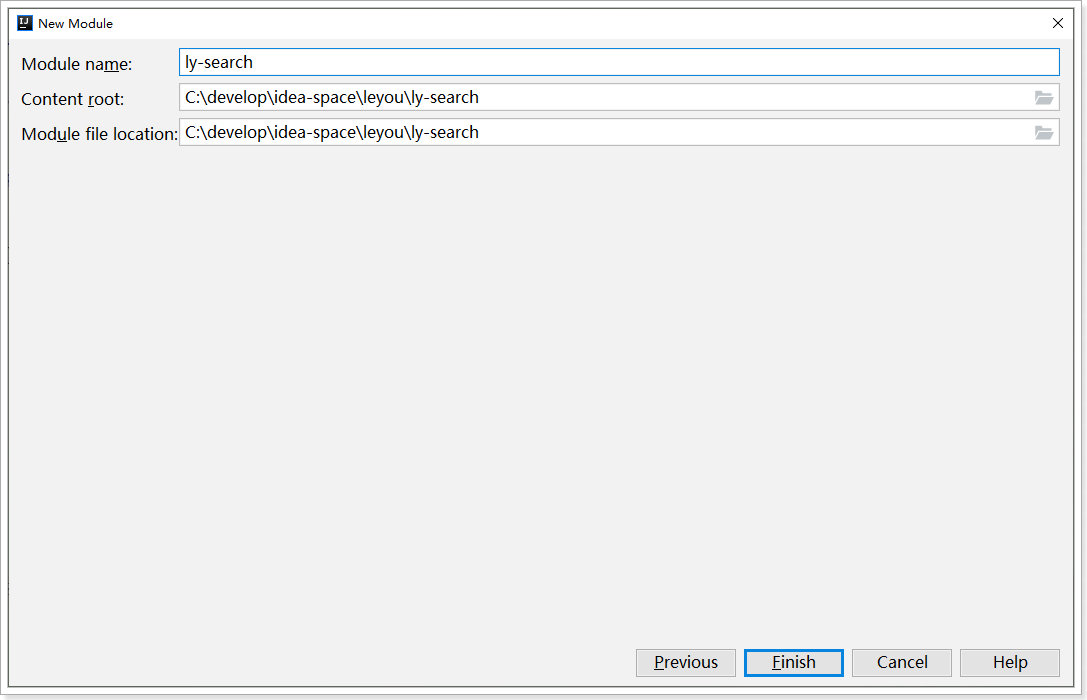 New Module
Module name: ly-search
Content root: C:\develop\idea-space\leyou\ly-search
Module file location: C:\develop\idea-space\leyou\ly-search
Previous Finish Cancel Help